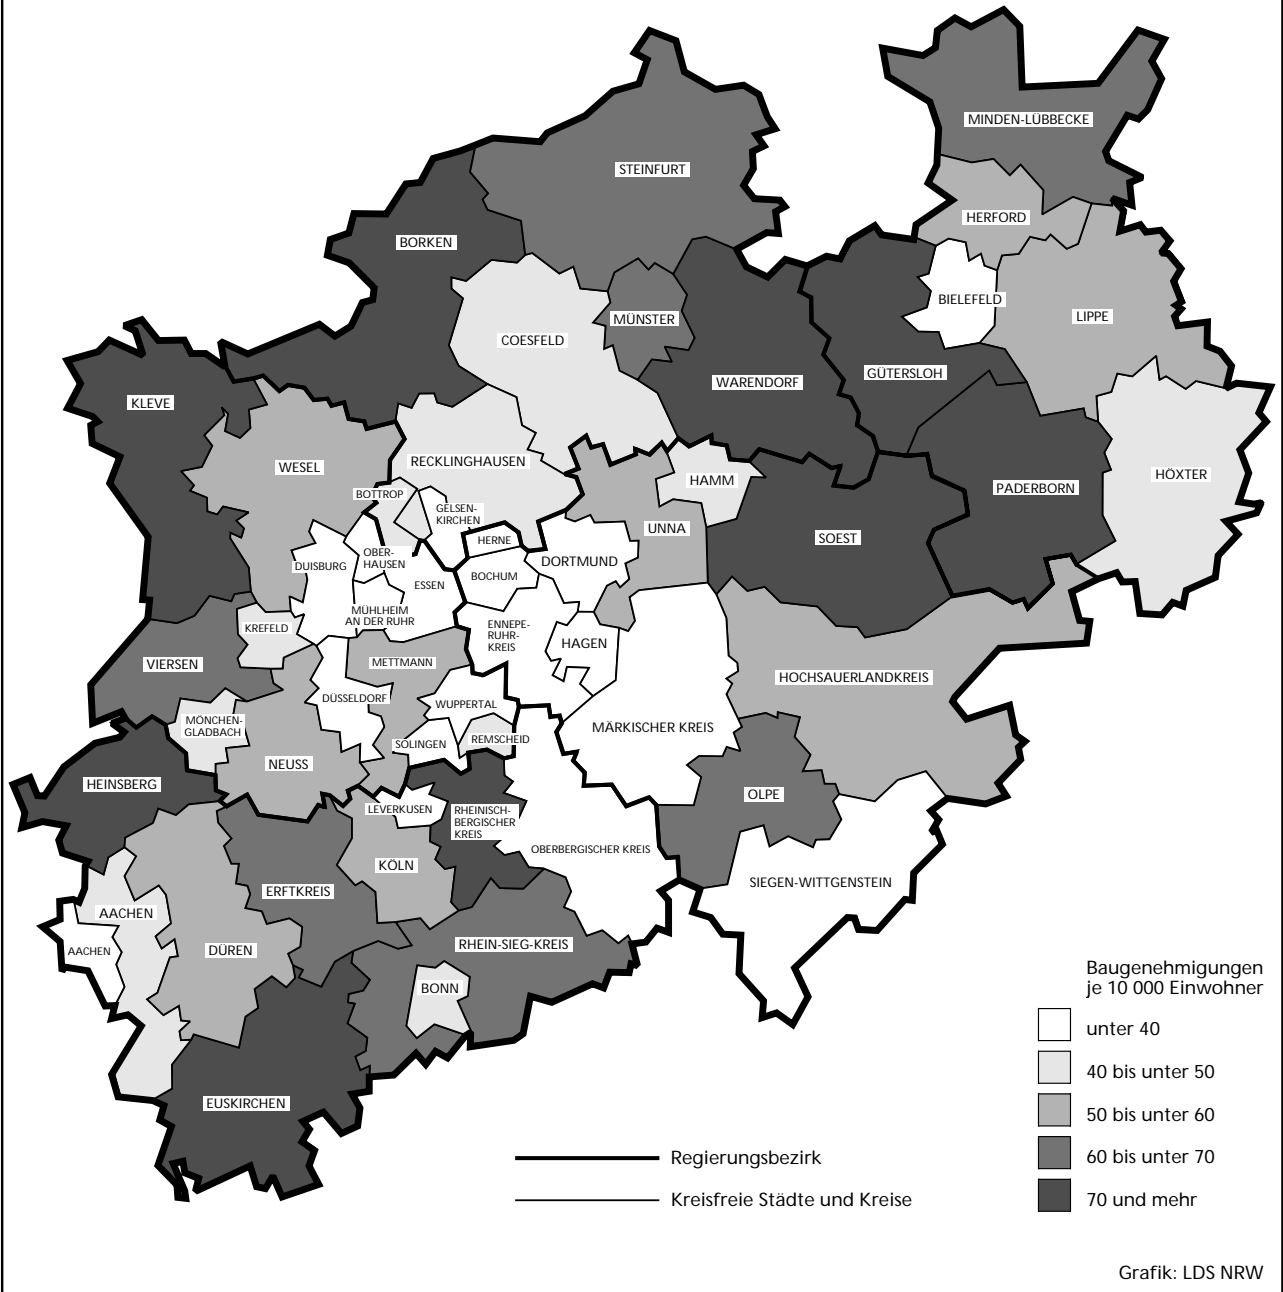 MINDEN-LÜBBECKE
STEINFURT
HERFORD
BORKEN
BIELEFELD
MÜNSTER
LIPPE
COESFELD
WARENDORF
GÜTERSLOH
KLEVE
RECKLINGHAUSEN
WESEL
HÖXTER
HAMM
PADERBORN
BOTTROP
GELSEN-
KIRCHEN
UNNA
SOEST
HERNE
OBER-
HAUSEN
DORTMUND
DUISBURG
BOCHUM
ESSEN
MÜHLHEIM
AN DER RUHR
KREFELD
ENNEPE-
RUHR-
KREIS
HAGEN
VIERSEN
METTMANN
HOCHSAUERLANDKREIS
DÜSSELDORF
WUPPERTAL
MÖNCHEN-
GLADBACH
MÄRKISCHER KREIS
SOLINGEN
REMSCHEID
NEUSS
HEINSBERG
OLPE
LEVERKUSEN
RHEINISCH-
BERGISCHER
KREIS
OBERBERGISCHER KREIS
KÖLN
SIEGEN-WITTGENSTEIN
ERFTKREIS
AACHEN
RHEIN-SIEG-KREIS
AACHEN
DÜREN
BONN
EUSKIRCHEN
Baugenehmigungen
je 10 000 Einwohner
unter 40
40 bis unter 50
50 bis unter 60
60 bis unter 70
70 und mehr
Regierungsbezirk
Kreisfreie Städte und Kreise
Grafik: LDS NRW